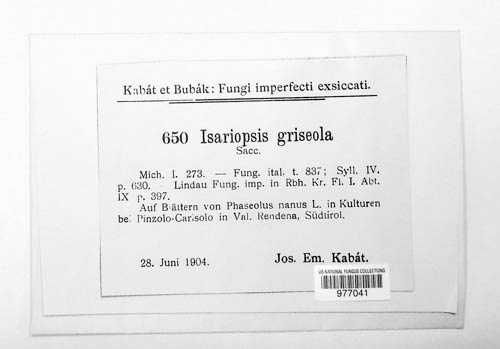 Kabát et Bubák: Fungi imperfecti exsiccati.
650 Isariopsis griseola
Sacc.
Mich. I. 273. — Fung. ital. t. 837; Syll. IV.
p. 630. — Lindau Fung. imp. in Rbh. Kr. Fl. I. Abt.
IX p. 397.
Auf Blättern von Phaseolus nanus L. in Kulturen
bei Pinzolo-Carisolo in Val. Rendena, Südtirol.
28. Juni 1904.
Jos. Em. Kabát.
US NATIONAL FUNGUS COLLECTIONS
977041